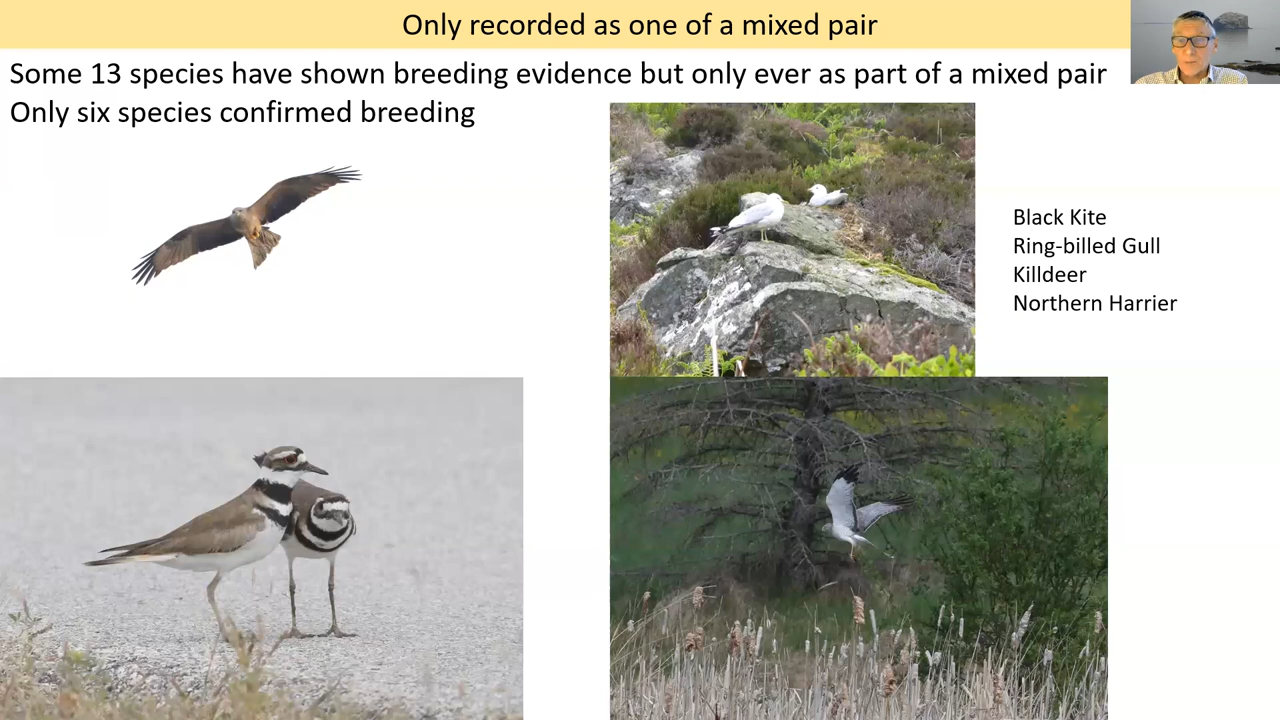 Only recorded as one of a mixed pair
Some 13 species have shown breeding evidence but only ever as part of a mixed pair
Only six species confirmed breeding
Black Kite
Ring-billed Gull
Killdeer
Northern Harrier